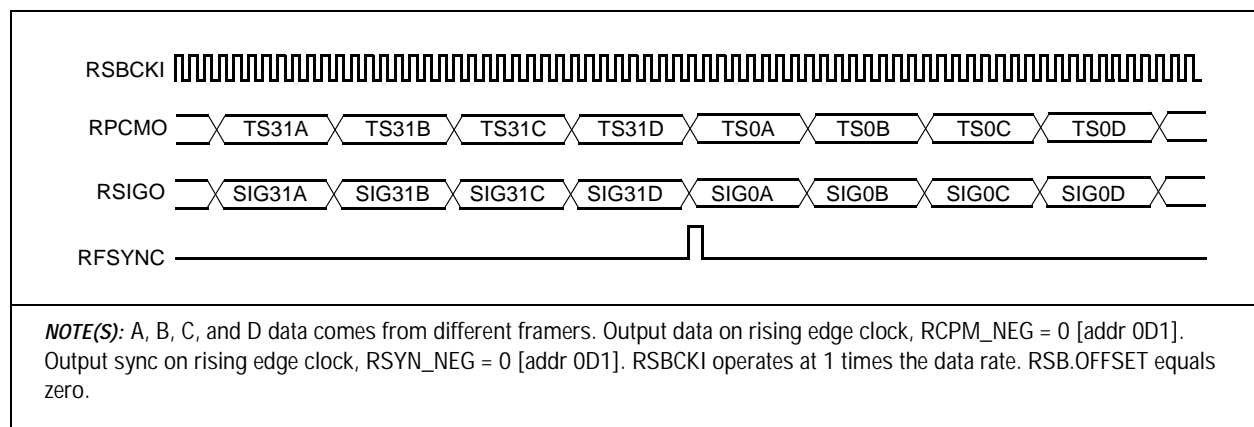 RSBCKI
RPCMO TS31A TS31B TS31C TS31D TS0A TS0B TS0C TS0D
RSIGO SIG31A SIG31B SIG31C SIG31D SIG0A SIG0B SIG0C SIG0D
RFSYNC
NOTE(S): A, B, C, and D data comes from different framers. Output data on rising edge clock, RCPM_NEG = 0 [addr 0D1].
Output sync on rising edge clock, RSYN_NEG = 0 [addr 0D1]. RSBCKI operates at 1 times the data rate. RSB.OFFSET equals
zero.